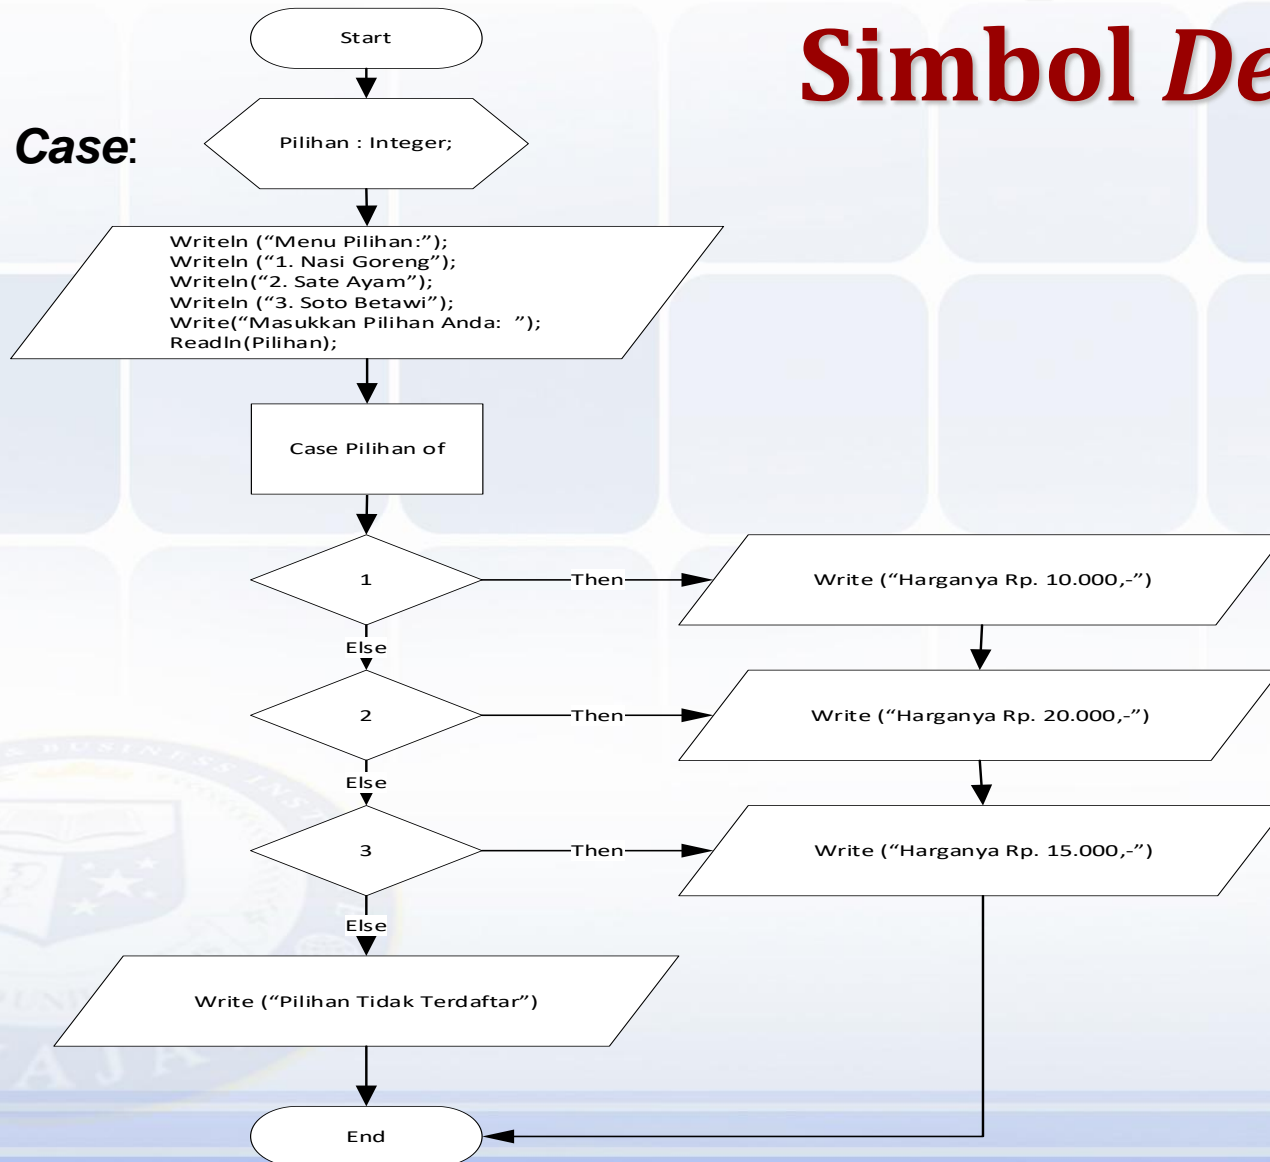 Simbol De
Case:
Start
Pilihan : Integer;
Writeln (“Menu Pilihan:”);
Writeln (“1. Nasi Goreng”);
Writeln(“2. Sate Ayam”);
Writeln (“3. Soto Betawi”);
Write(“Masukkan Pilihan Anda:  ”);
Readln(Pilihan);
Case Pilihan of
1
Then
Write (“Harganya Rp. 10.000,-”)
Else
2
Then
Write (“Harganya Rp. 20.000,-”)
Else
3
Then
Write (“Harganya Rp. 15.000,-”)
Else
Write (“Pilihan Tidak Terdaftar”)
End
& BUSINESS INSTI